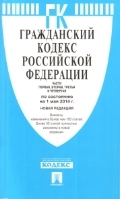 ГК
ГРАЖДАНСКИЙ
КОДЕКС
РОССИЙСКОЙ
ФЕДЕРАЦИИ
ЧАСТИ
ПЕРВАЯ, ВТОРАЯ, ТРЕТЬЯ
И ЧЕТВЕРТАЯ
ПО СОСТОЯНИЮ
НА 1 МАЯ 2014 Г.
НОВАЯ РЕДАКЦИЯ
КОДЕКС